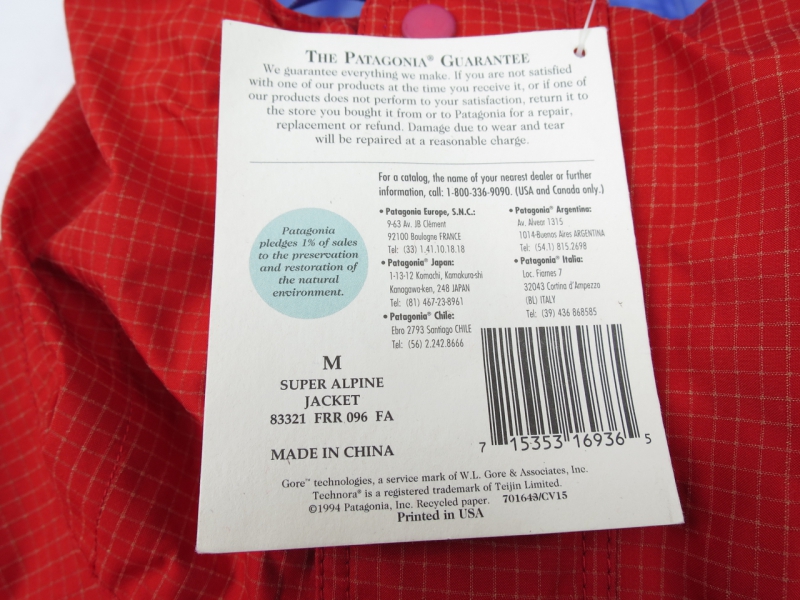 THE PATAGONIA® GUARANTEE
We guarantee everything we make. If you are not satisfied
with one of our products at the time you receive it, or if one of
our products does not perform to your satisfaction, return it to
the store you bought it from or to Patagonia for a repair,
replacement or refund. Damage due to wear and tear
will be repaired at a reasonable charge.
For a catalog, the name of your nearest dealer or further
information, call: 1-800-336-9090. (USA and Canada only.)
Patagonia
pledges 1% of sales
to the preservation
and restoration of
the natural
environment.
• Patagonia Europe, S.N.C.:
9-63 Av. JB Clément
92100 Boulogne FRANCE
Tel: (33) 1.41.10.18.18
• Patagonia® Japan:
1-13-12 Komachi, Kamakura-shi
Kanagawa-ken, 248 JAPAN
Tel: (81) 467-23-8961
• Patagonia® Chile:
Ebro 2793 Santiago CHILE
Tel: (56) 2.242.8666
• Patagonia® Argentina:
Av. Alvear 1315
1014-Buenos Aires ARGENTINA
Tel: (54.1) 815.2698
• Patagonia® Italia:
Loc. Fiames 7
32043 Cortina d'Ampezzo
(BL) ITALY
Tel: (39) 436 868585
M
SUPER ALPINE
JACKET
83321 FRR 096 FA
MADE IN CHINA
7 15353 16936 5
Gore™ technologies, a service mark of W.L. Gore & Associates, Inc.
Technora® is a registered trademark of Teijin Limited.
©1994 Patagonia, Inc. Recycled paper. 701643/CV15
Printed in USA